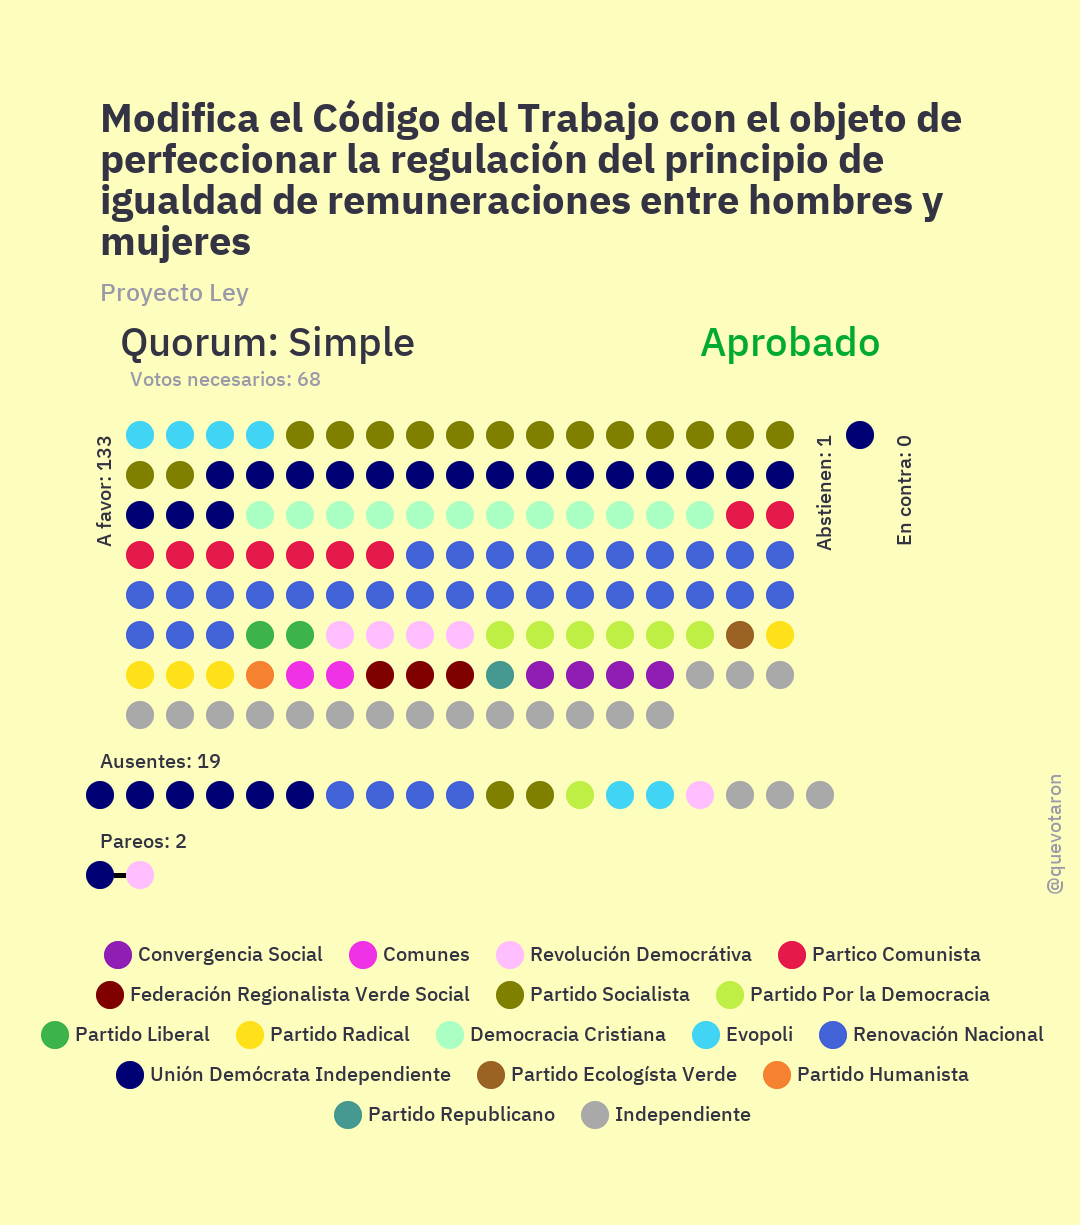 Modifica el Código del Trabajo con el objeto de
perfeccionar la regulación del principio de
igualdad de remuneraciones entre hombres y
mujeres
Proyecto Ley
Quorum: Simple
Aprobado
Votos necesarios: 68
A favor: 133
Abstienen: 1
En contra: 0
Ausentes: 19
Pareos: 2
@quevotaron
Convergencia Social
Comunes
Revolución Democrátiva
Partico Comunista
Federación Regionalista Verde Social
Partido Socialista
Partido Por la Democracia
Partido Liberal
Partido Radical
Democracia Cristiana
Evopoli
Renovación Nacional
Unión Demócrata Independiente
Partido Ecologísta Verde
Partido Humanista
Partido Republicano
Independiente